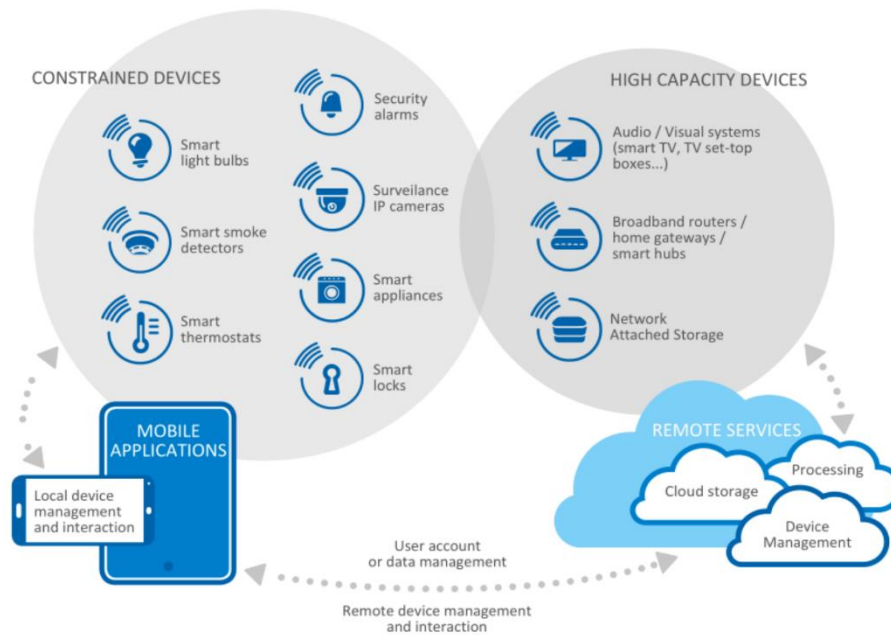 CONSTRAINED DEVICES
Smart
light bulbs
Smart smoke
detectors
Smart
thermostats
Security
alarms
Surveilance
IP cameras
Smart
appliances
Smart
locks
HIGH CAPACITY DEVICES
Audio / Visual systems
(smart TV, TV set-top
boxes...)
Broadband routers /
home gateways /
smart hubs
Network
Attached Storage
MOBILE
APPLICATIONS
Local device
management
and interaction
REMOTE SERVICES
Cloud storage
Processing
Device
Management
User account
or data management
Remote device management
and interaction